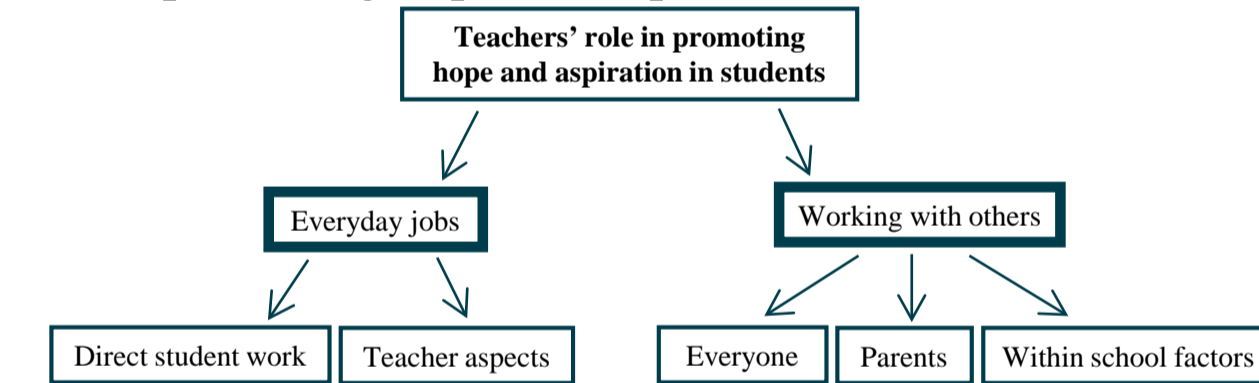 Teachers’ role in promoting
hope and aspiration in students
Everyday jobs
Working with others
Direct student work
Teacher aspects
Everyone
Parents
Within school factors